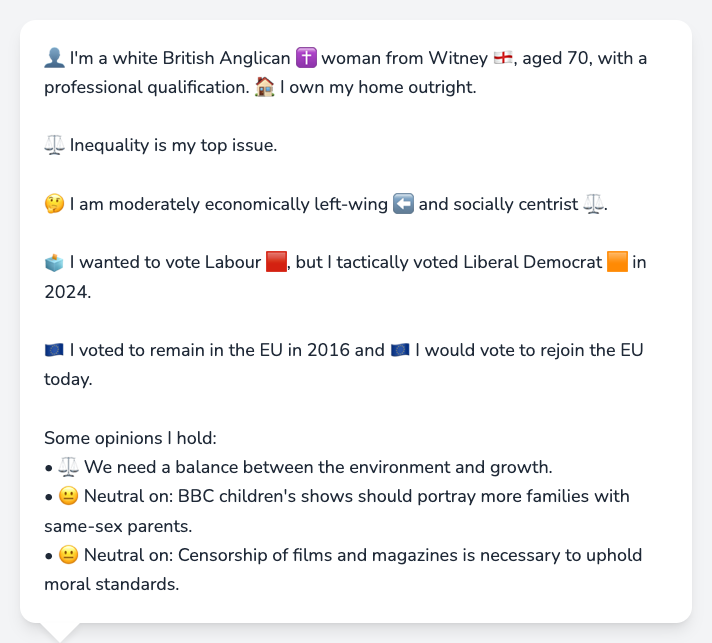 👤 I'm a white British Anglican ✝️ woman from Witney 🏴󠁧󠁢󠁥󠁮󠁧󠁿, aged 70, with a
professional qualification. 🏠 I own my home outright.
⚖️ Inequality is my top issue.
🤔 I am moderately economically left-wing ⬅️ and socially centrist ⚖️.
🗳️ I wanted to vote Labour 🟥, but I tactically voted Liberal Democrat 🟧 in
2024.
🇪🇺 I voted to remain in the EU in 2016 and 🇪🇺 I would vote to rejoin the EU
today.
Some opinions I hold:
• ⚖️ We need a balance between the environment and growth.
• 😐 Neutral on: BBC children's shows should portray more families with
same-sex parents.
• 😐 Neutral on: Censorship of films and magazines is necessary to uphold
moral standards.